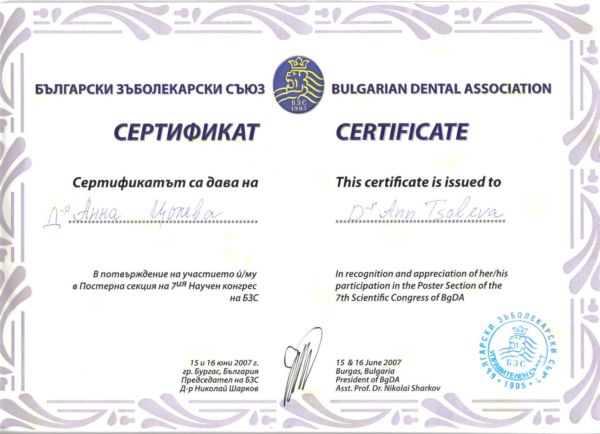 БЪЛГАРСКИ ЗЪБОЛЕКАРСКИ СЪЮЗ
БЗС
1905
BULGARIAN DENTAL ASSOCIATION
СЕРТИФИКАТ
CERTIFICATE
Сертификатът са дава на
This certificate is issued to
Д-р Анна Цолева
D-r Ann Tsoleva
В потвърждение на участието й/му
в Постерна секция на 7ия Научен конгрес
на БЗС
In recognition and appreciation of her/his
participation in the Poster Section of the
7th Scientific Congress of BgDA
15 и 16 юни 2007 г.
гр. Бургас, България
Председател на БЗС
Д-р Николай Шарков
15 & 16 June 2007
Burgas, Bulgaria
President of BgDA
Asst. Prof. Dr. Nikolai Sharkov
БЪЛГАРСКИ ЗЪБОЛЕКАРСКИ СЪЮЗ
БЗС
УПРАВИТЕЛЕН СЪВЕТ
1905